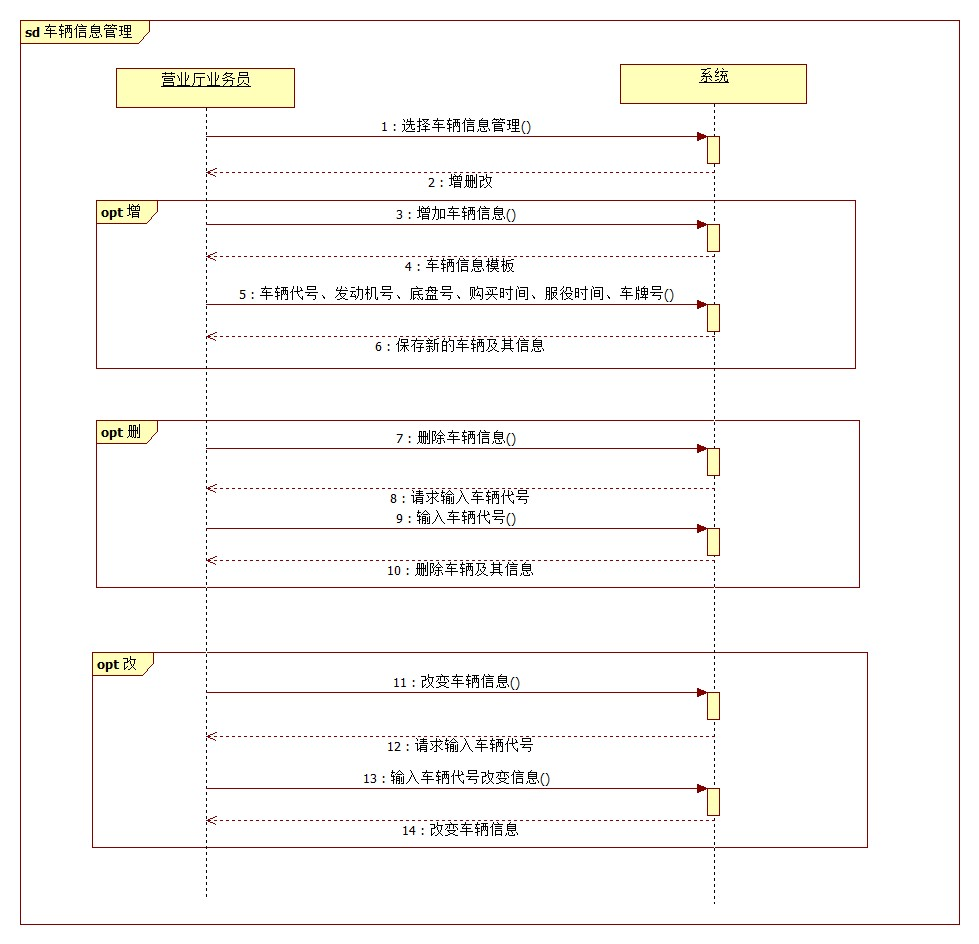 sd 车辆信息管理
营业厅业务员
系统
1 : 选择车辆信息管理()
2 : 增删改
opt 增
3 : 增加车辆信息()
4 : 车辆信息模板
5 : 车辆代号、发动机号、底盘号、购买时间、服役时间、车牌号()
6 : 保存新的车辆及其信息
opt 删
7 : 删除车辆信息()
8 : 请求输入车辆代号
9 : 输入车辆代号()
10 : 删除车辆及其信息
opt 改
11 : 改变车辆信息()
12 : 请求输入车辆代号
13 : 输入车辆代号改变信息()
14 : 改变车辆信息